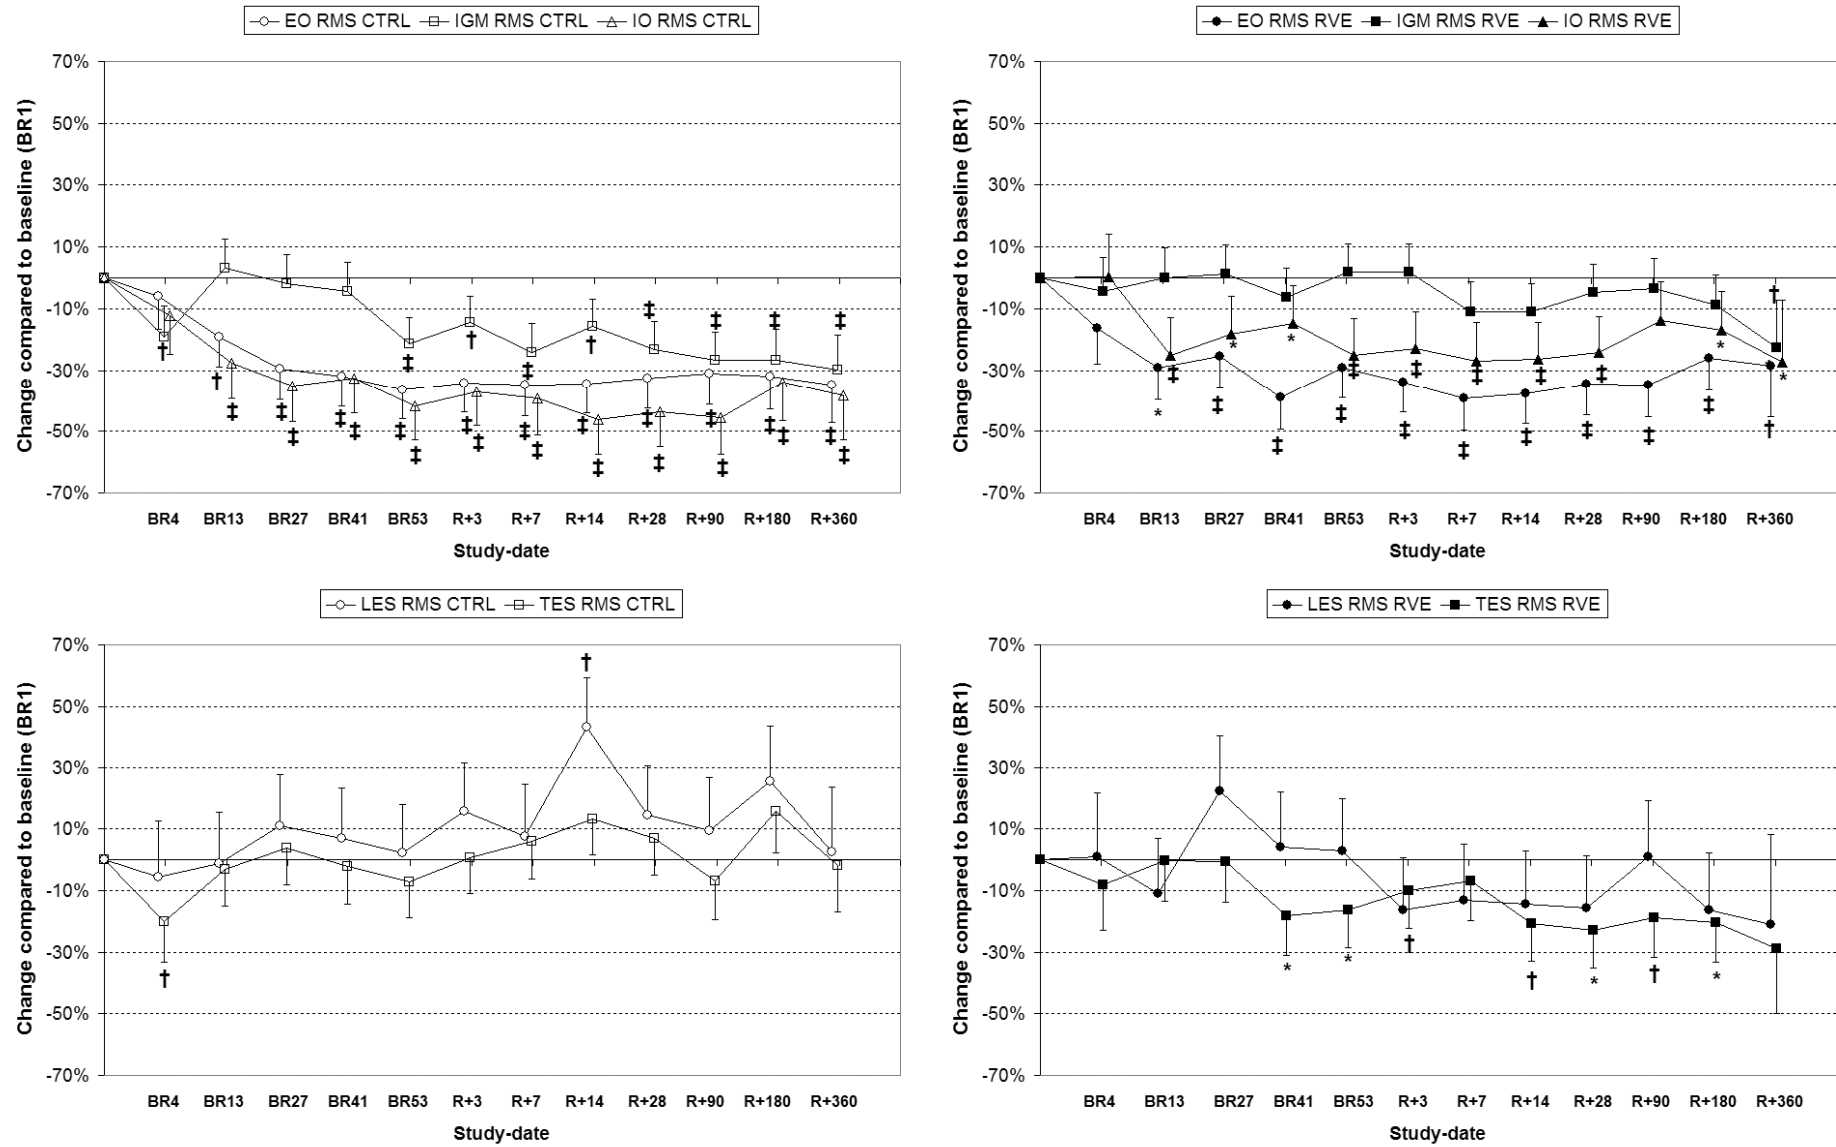 EO RMS CTRL IGM RMS CTRL IO RMS CTRL
70%
50%
30%
10%
-10%
-30%
-50%
-70%
Change compared to baseline (BR1)
† † ‡ ‡ ‡ ‡ ‡ ‡ ‡ ‡ † ‡ ‡ ‡ ‡ ‡ † ‡ ‡ ‡ ‡ ‡ ‡ ‡ ‡ ‡ ‡ ‡ ‡ ‡ ‡
BR4 BR13 BR27 BR41 BR53 R+3 R+7 R+14 R+28 R+90 R+180 R+360
Study-date
EO RMS RVE IGM RMS RVE IO RMS RVE
70%
50%
30%
10%
-10%
-30%
-50%
-70%
Change compared to baseline (BR1)
* ‡ * ‡ * ‡ ‡ ‡ ‡ ‡ ‡ ‡ ‡ ‡ ‡ ‡ ‡ * ‡ † * †
BR4 BR13 BR27 BR41 BR53 R+3 R+7 R+14 R+28 R+90 R+180 R+360
Study-date
LES RMS CTRL TES RMS CTRL
70%
50%
30%
10%
-10%
-30%
-50%
-70%
Change compared to baseline (BR1)
† †
BR4 BR13 BR27 BR41 BR53 R+3 R+7 R+14 R+28 R+90 R+180 R+360
Study-date
LES RMS RVE TES RMS RVE
70%
50%
30%
10%
-10%
-30%
-50%
-70%
Change compared to baseline (BR1)
* * † † * † *
BR4 BR13 BR27 BR41 BR53 R+3 R+7 R+14 R+28 R+90 R+180 R+360
Study-date